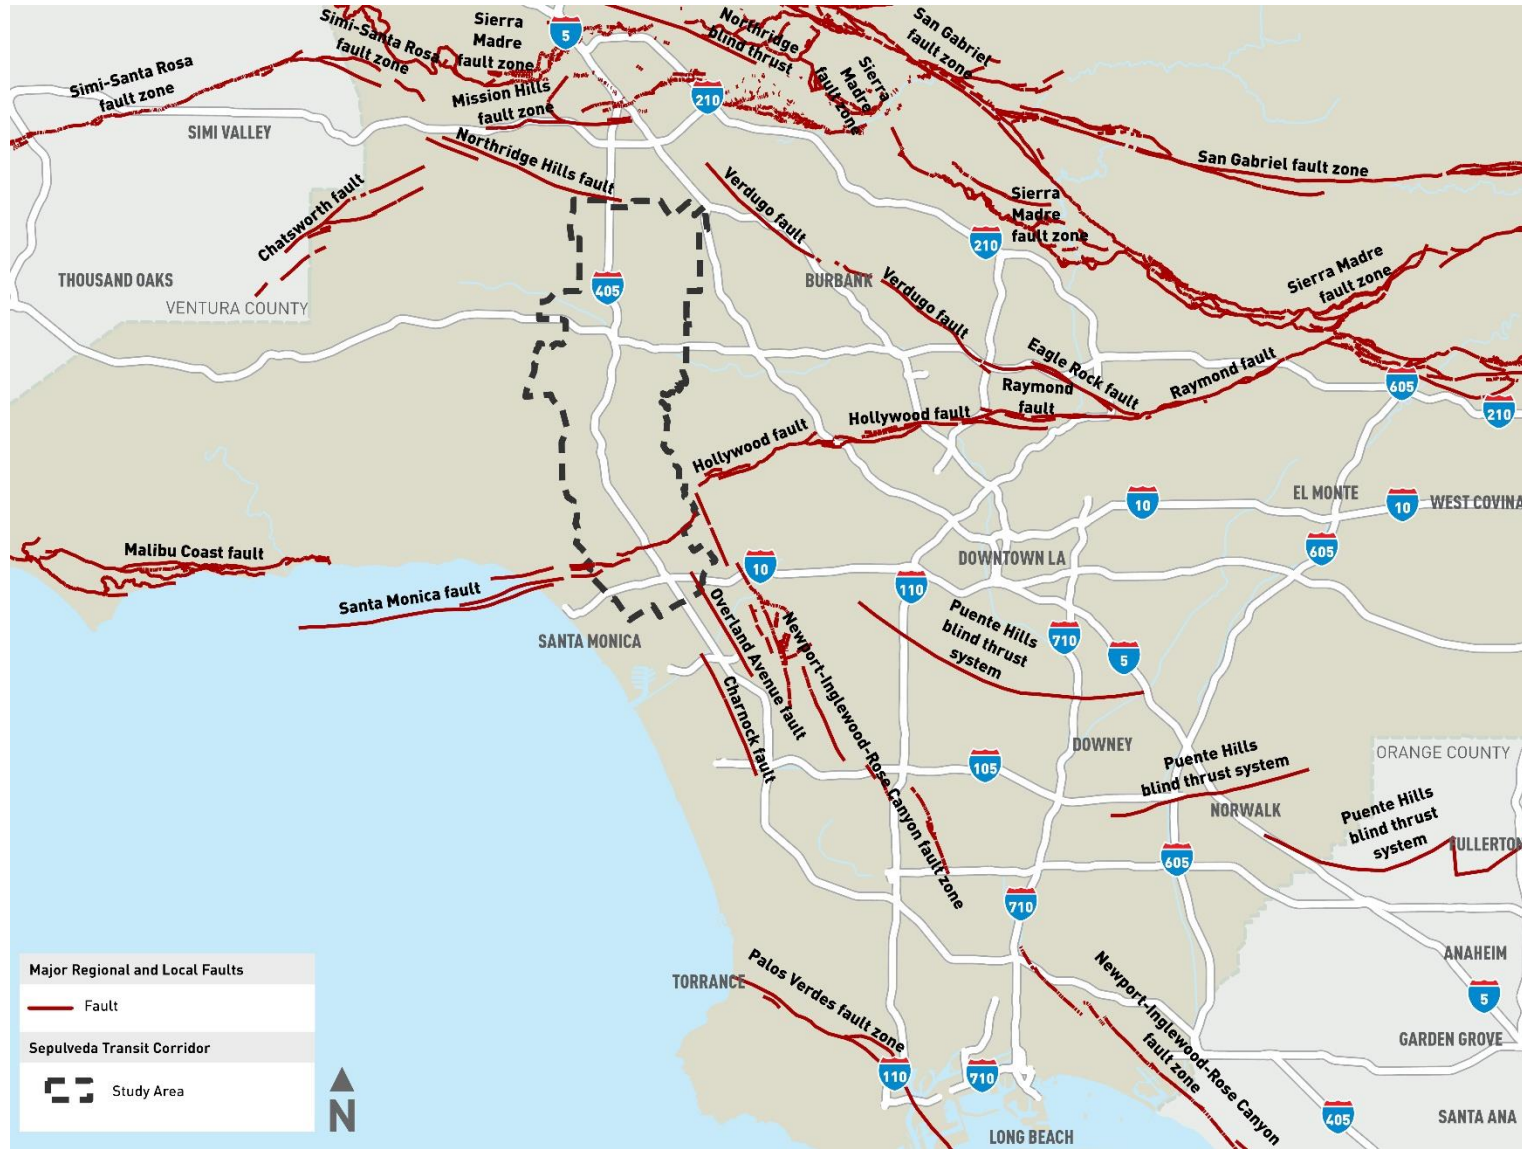 Simi-Santa Rosa
fault zone
Sierra
Madre
fault zone
5
Northridge
blind thrust
San Gabriel
fault zone
Simi-Santa Rosa
fault zone
Mission Hills
fault zone
210
Sierra
Madre
fault zone
SIMI VALLEY
Northridge Hills fault
San Gabriel fault zone
Chatsworth fault
Verdugo fault
Sierra
Madre
fault zone
210
THOUSAND OAKS
VENTURA COUNTY
405
BURBANK
Verdugo fault
Sierra Madre
fault zone
Eagle Rock fault
Raymond
fault
Raymond fault
605
210
Hollywood fault
Hollywood fault
EL MONTE
WEST COVINA
10
10
605
Malibu Coast fault
DOWNTOWN LA
10
110
Santa Monica fault
SANTA MONICA
Overland Avenue fault
Newport-Inglewood-Rose Canyon fault zone
Puente Hills
blind thrust
system
710
5
Charnock fault
DOWNEY
105
Puente Hills
blind thrust system
ORANGE COUNTY
NORWALK
Puente Hills
blind thrust
system
FULLERTON
605
710
Major Regional and Local Faults
Fault
Sepulveda Transit Corridor
Study Area
N
TORRANCE
Palos Verdes fault zone
Newport-Inglewood-Rose Canyon
fault zone
ANAHEIM
5
GARDEN GROVE
110
710
405
SANTA ANA
LONG BEACH